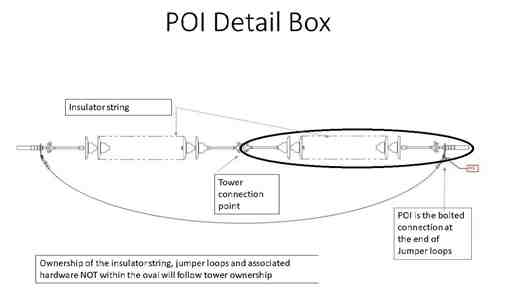 POI Detail Box
Insulator string
Tower
connection
point
POI is the bolted
connection at
the end of
Jumper loops
Ownership of the insulator string, jumper loops and associated
hardware NOT within the oval will follow tower ownership